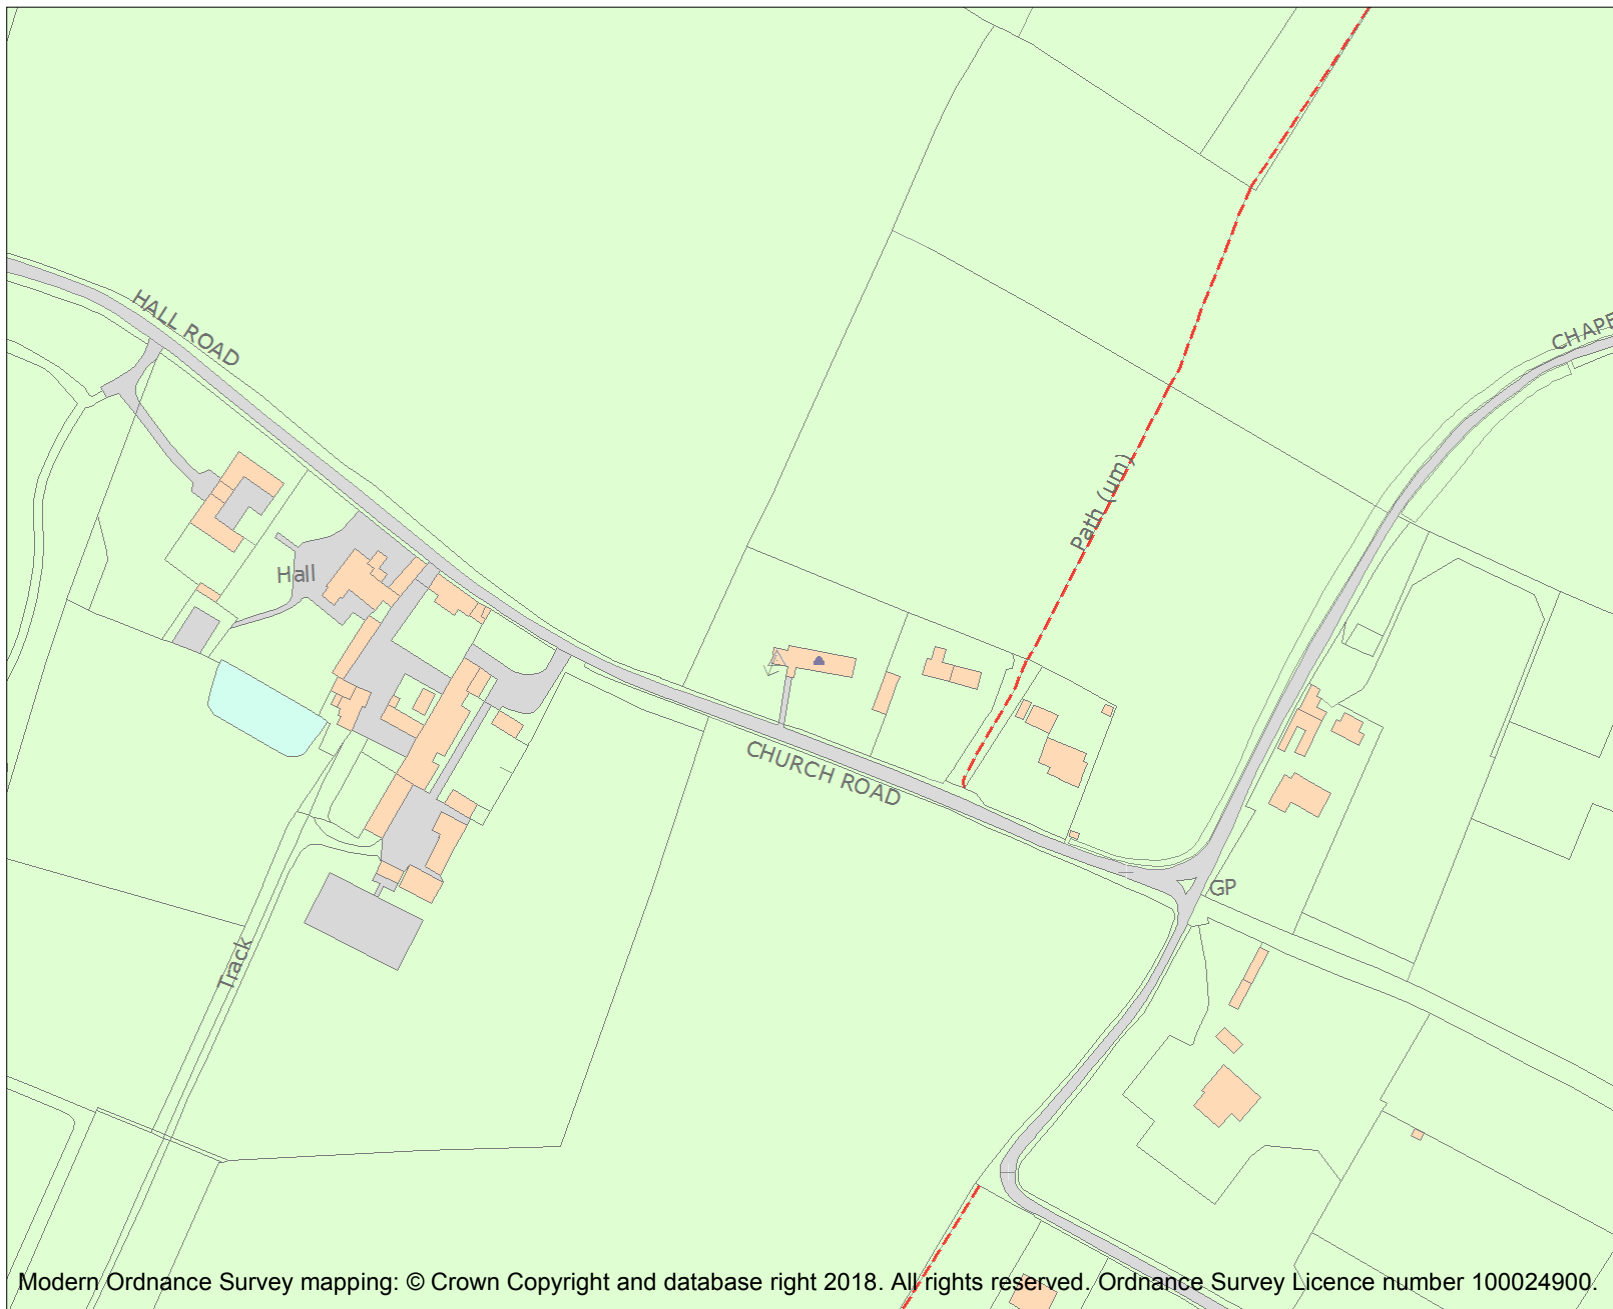 HALL ROAD
CHAPE
Path (um)
Hall
CHURCH ROAD
GP
Track
Modern Ordnance Survey mapping: © Crown Copyright and database right 2018. All rights reserved. Ordnance Survey Licence number 100024900.